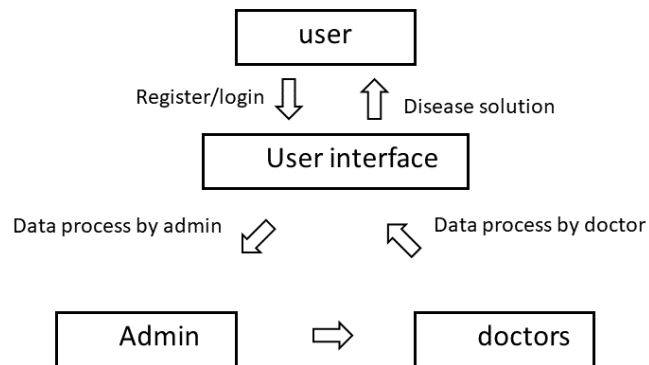 user
Register/login
Disease solution
User interface
Data process by admin
Data process by doctor
Admin
doctors